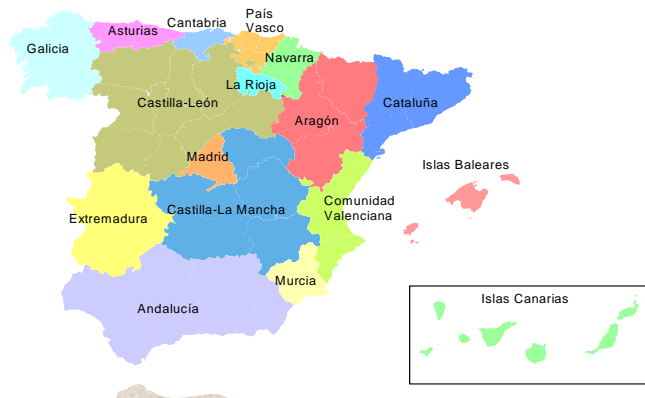 País
Vasco
Cantabria
Asturias
Galicia
Navarra
La Rioja
Castilla-León
Cataluña
Aragón
Madrid
Islas Baleares
Comunidad
Valenciana
Castilla-La Mancha
Extremadura
Murcia
Andalucía
Islas Canarias